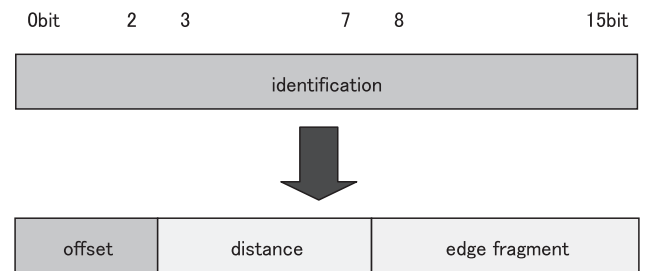 0bit 2 3 7 8 15bit
identification
offset distance edge fragment